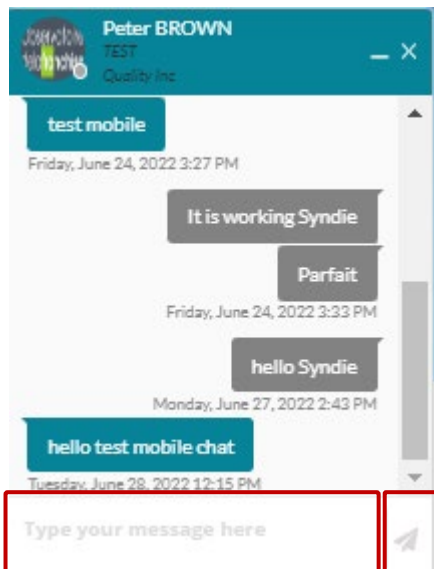 Peter BROWN
TEST
Quality Inc
test mobile
Friday, June 24, 2022 3:27 PM
It is working Syndie
Parfait
Friday, June 24, 2022 3:33 PM
hello Syndie
Monday, June 27, 2022 2:43 PM
hello test mobile chat
Tuesday, June 28, 2022 12:15 PM
Type your message here